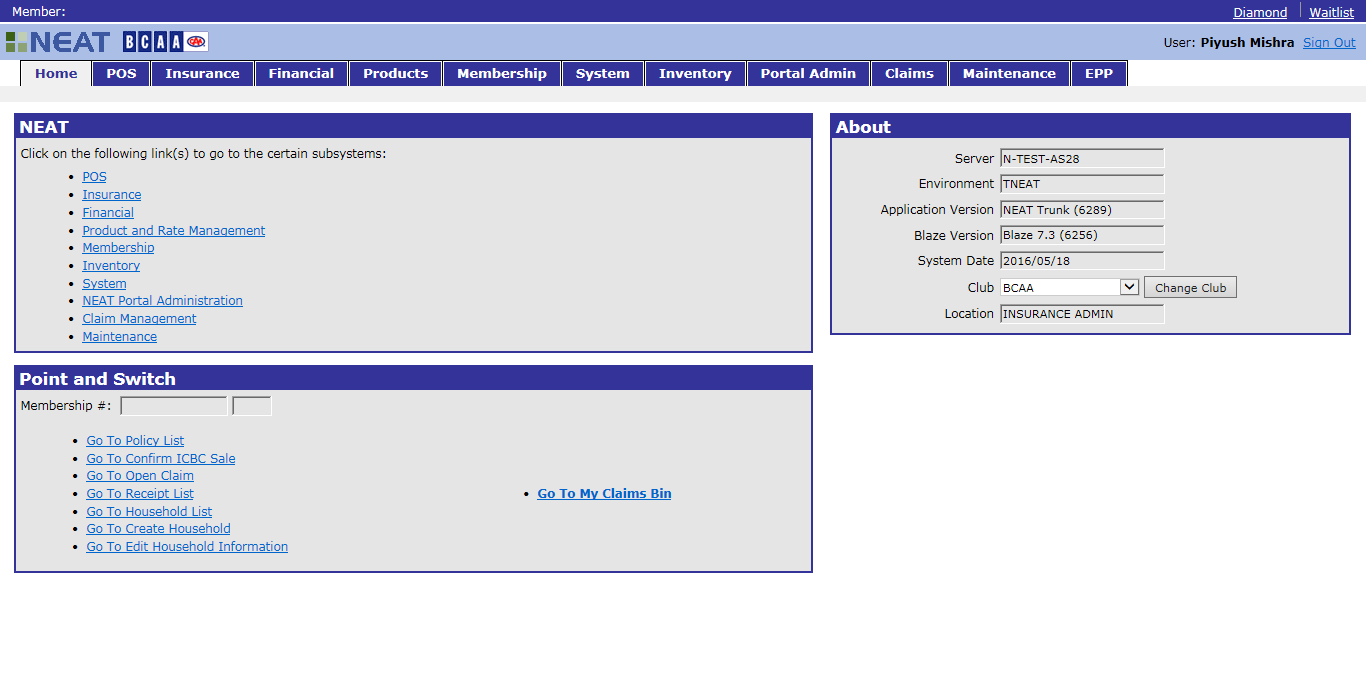 Member:
Diamond Waitlist
NEAT BCAA CAA
User: Piyush Mishra Sign Out
Home POS Insurance Financial Products Membership System Inventory Portal Admin Claims Maintenance EPP
NEAT
Click on the following link(s) to go to the certain subsystems:
POS
Insurance
Financial
Product and Rate Management
Membership
Inventory
System
NEAT Portal Administration
Claim Management
Maintenance
About
Server N-TEST-AS28
Environment TNEAT
Application Version NEAT Trunk (6289)
Blaze Version Blaze 7.3 (6256)
System Date 2016/05/18
Club BCAA Change Club
Location INSURANCE ADMIN
Point and Switch
Membership #:
Go To Policy List
Go To Confirm ICBC Sale
Go To Open Claim
Go To Receipt List
Go To Household List
Go To Create Household
Go To Edit Household Information
Go To My Claims Bin